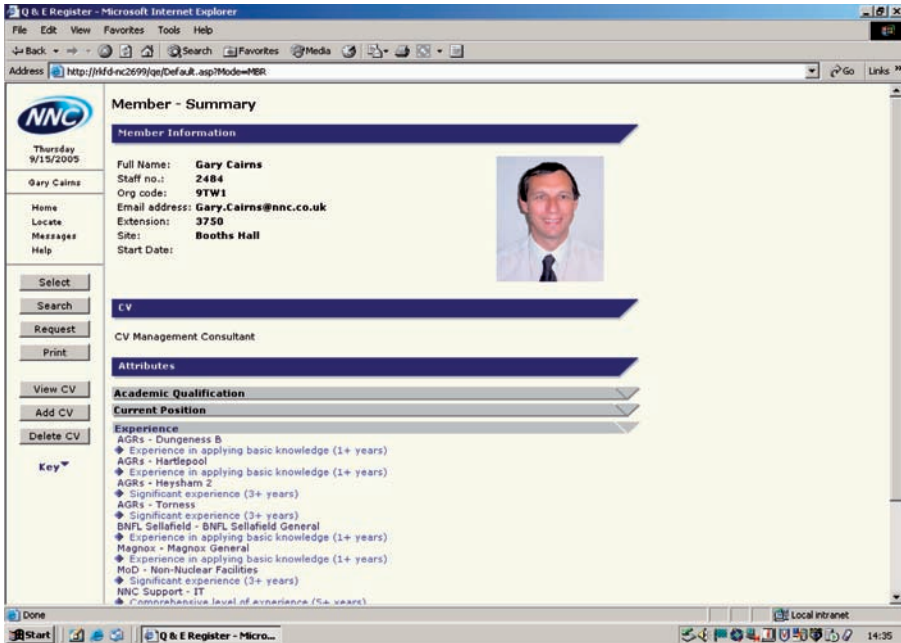 Q & E Register - Microsoft Internet Explorer
File Edit View Favorites Tools Help
Back Search Favorites Media
Address http://rkfd-nc2699/qe/Default.asp?Mode=MBR Go Links »
NNC
Thursday
9/15/2005
Gary Cairns
Home
Locate
Messages
Help
Select
Search
Request
Print
View CV
Add CV
Delete CV
Key
Member - Summary
Member Information
Full Name: Gary Cairns
Staff no.: 2484
Org code: 9TW1
Email address: Gary.Cairns@nnc.co.uk
Extension: 3750
Site: Booths Hall
Start Date:
CV
CV Management Consultant
Attributes
Academic Qualification
Current Position
Experience
AGRs - Dungeness B
Experience in applying basic knowledge (1+ years)
AGRs - Hartlepool
Experience in applying basic knowledge (1+ years)
AGRs - Heysham 2
Significant experience (3+ years)
AGRs - Torness
Significant experience (3+ years)
BNFL Sellafield - BNFL Sellafield General
Experience in applying basic knowledge (1+ years)
Magnox - Magnox General
Experience in applying basic knowledge (1+ years)
MoD - Non-Nuclear Facilities
Significant experience (3+ years)
NNC Support - IT
Comprehensive level of experience (5+ years)
Done Local intranet
Start Q & E Register - Micro... 14:35